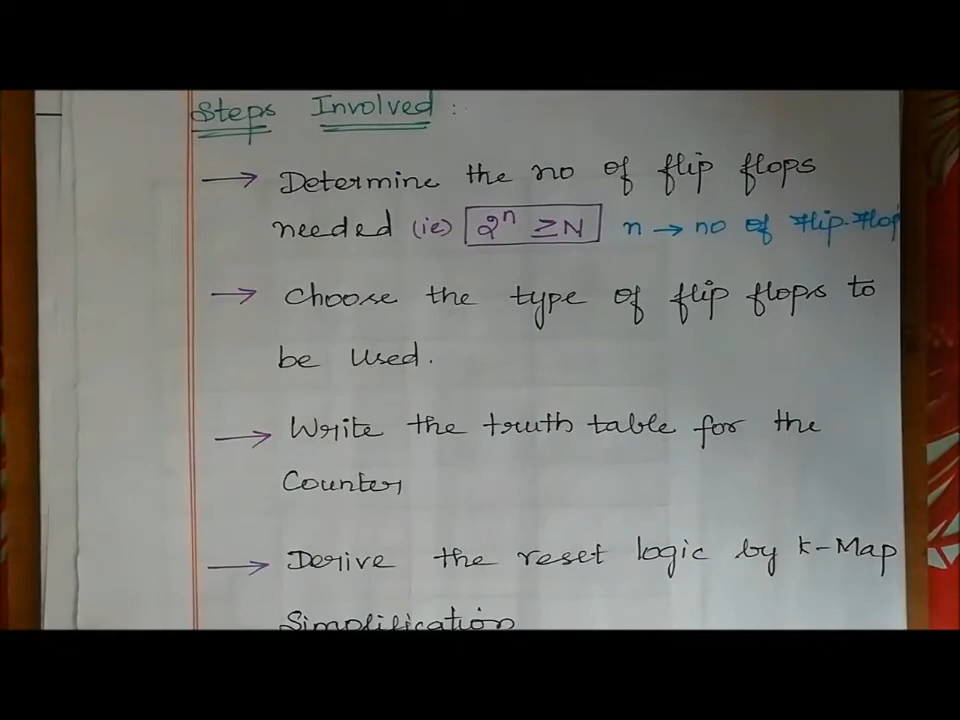 Steps Involved :
→ Determine the no of flip flops
needed (ie) 2ⁿ ≥ N n → no of Flip-Flop
→ choose the type of flip flops to
be used.
→ Write the truth table for the
Counter
→ Derive the reset logic by k-Map
Simplification